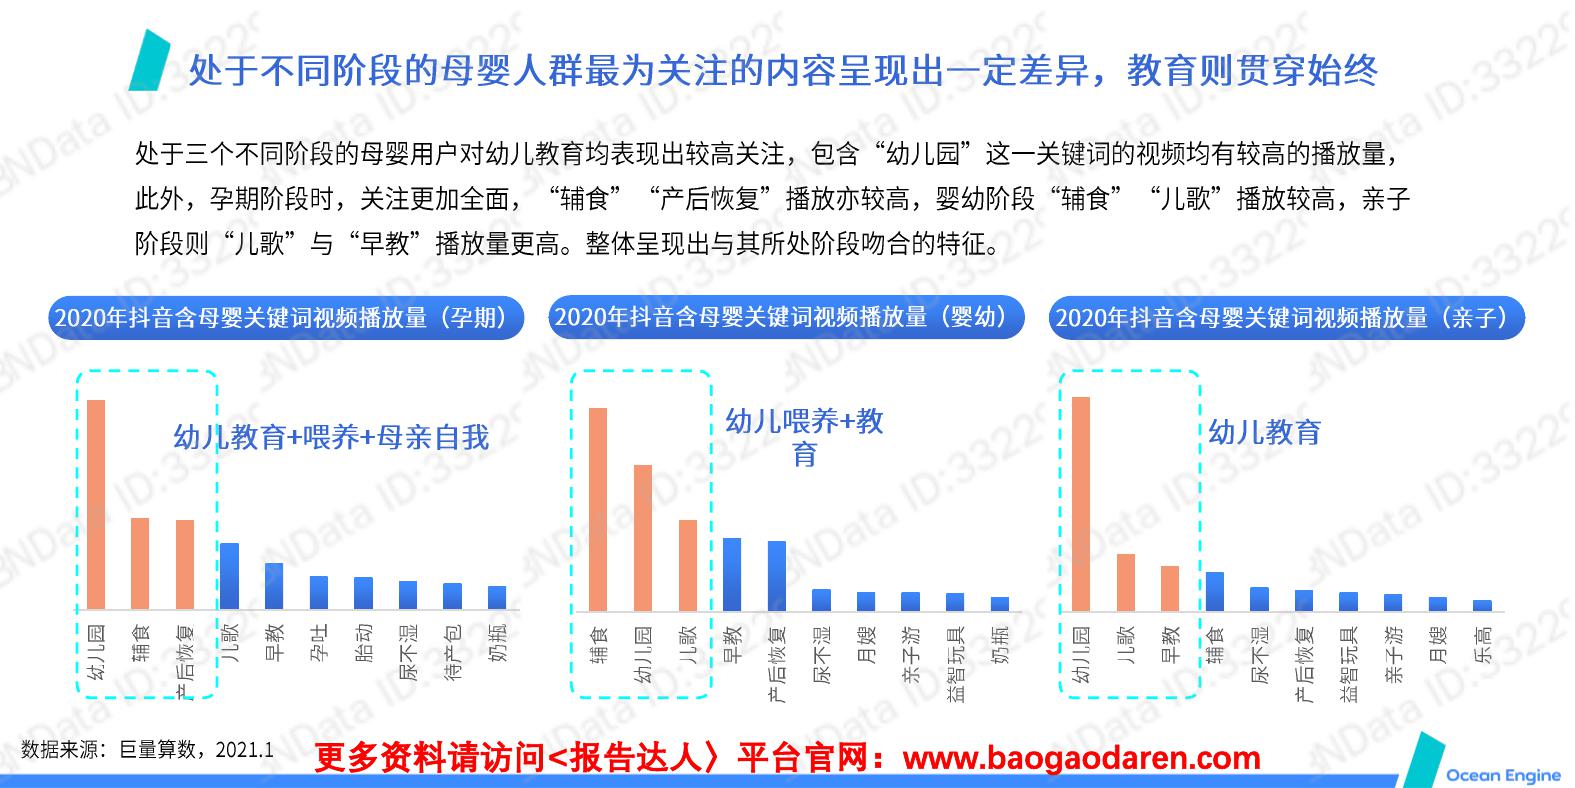 处于不同阶段的母婴人群最为关注的内容呈现出一定差异，教育则贯穿始终
处于三个不同阶段的母婴用户对幼儿教育均表现出较高关注，包含“幼儿园”这一关键词的视频均有较高的播放量，
此外，孕期阶段时，关注更加全面，“辅食”“产后恢复”播放亦较高，婴幼阶段“辅食”“儿歌”播放较高，亲子
阶段则“儿歌”与“早教”播放量更高。整体呈现出与其所处阶段吻合的特征。
2020年抖音含母婴关键词视频播放量（孕期）
幼儿教育+喂养+母亲自我
幼儿园
辅食
产后恢复
儿歌
早教
孕吐
胎动
尿不湿
待产包
奶瓶
2020年抖音含母婴关键词视频播放量（婴幼）
幼儿喂养+教
育
辅食
幼儿园
儿歌
早教
产后恢复
尿不湿
月嫂
亲子游
益智玩具
奶瓶
2020年抖音含母婴关键词视频播放量（亲子）
幼儿教育
幼儿园
儿歌
早教
辅食
尿不湿
产后恢复
益智玩具
亲子游
月嫂
乐高
数据来源：巨量算数，2021.1
更多资料请访问<报告达人〉平台官网：www.baogaodaren.com
Ocean Engine